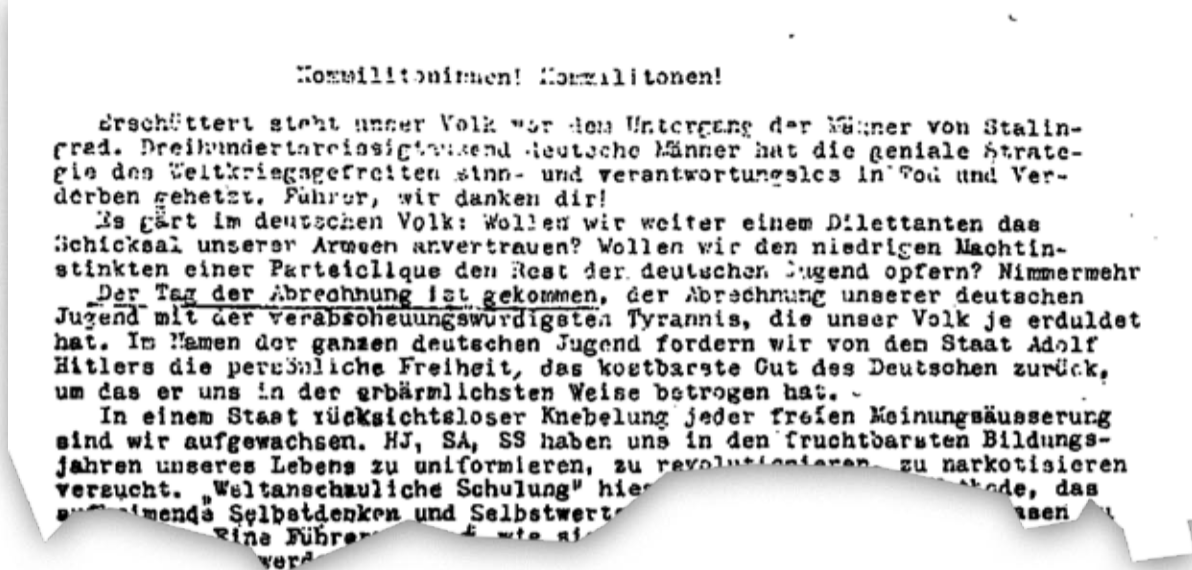 Kommilitoninnen! Kommilitonen!
Erschüttert steht unser Volk vor dem Untergang der Männer von Stalin-
grad. Dreihundertdreissigtausend deutsche Männer hat die geniale Strate-
gie des Weltkriegsgefreiten sinn- und verantwortungslos in Tod und Ver-
derben gehetzt. Führer, wir danken dir!
Es gärt im deutschen Volk: Wollen wir weiter einem Dilettanten das
Schicksal unserer Armeen anvertrauen? Wollen wir den niedrigen Machtin-
stinkten einer Parteiclique den Rest der deutschen Jugend opfern? Nimmermehr
Der Tag der Abrechnung ist gekommen, der Abrechnung unserer deutschen
Jugend mit der verabscheuungswürdigsten Tyrannis, die unser Volk je erduldet
hat. Im Namen der ganzen deutschen Jugend fordern wir von dem Staat Adolf
Hitlers die persönliche Freiheit, das kostbarste Gut des Deutschen zurück,
um das er uns in der erbärmlichsten Weise betrogen hat.
In einem Staat rücksichtsloser Knebelung jeder freien Meinungsäusserung
sind wir aufgewachsen. HJ, SA, SS haben uns in den fruchtbarsten Bildungs-
jahren unseres Lebens zu uniformieren, zu revolutionieren, zu narkotisieren
versucht. „Weltanschauliche Schulung" das
Selbstdenken und
Eine wie